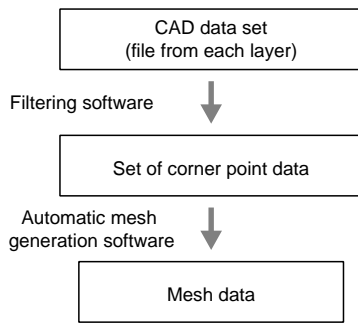 CAD data set
(file from each layer)
Filtering software
Set of corner point data
Automatic mesh
generation software
Mesh data